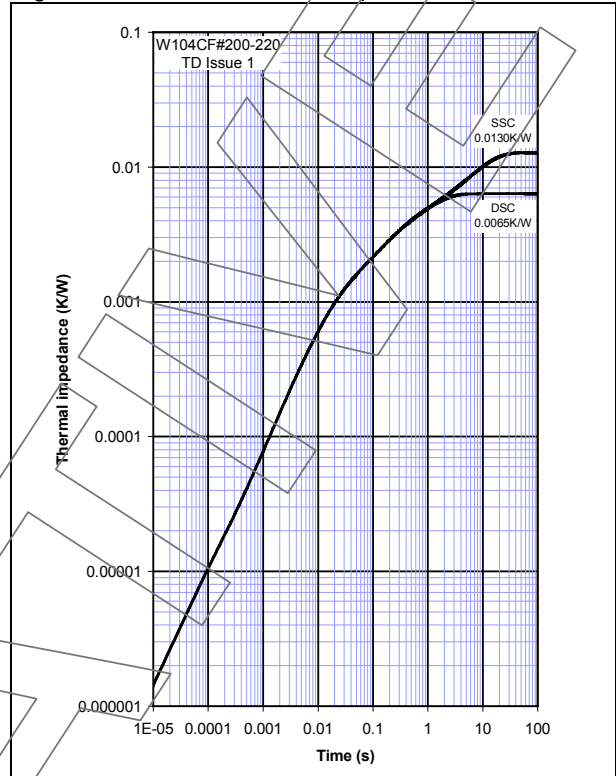 0.1
W104CF#200-220
TD Issue 1
SSC
0.0130K/W
0.01
DSC
0.0065K/W
0.001
Thermal impedance (K/W)
0.0001
0.00001
0.000001
1E-05 0.0001 0.001 0.01 0.1 1 10 100
Time (s)